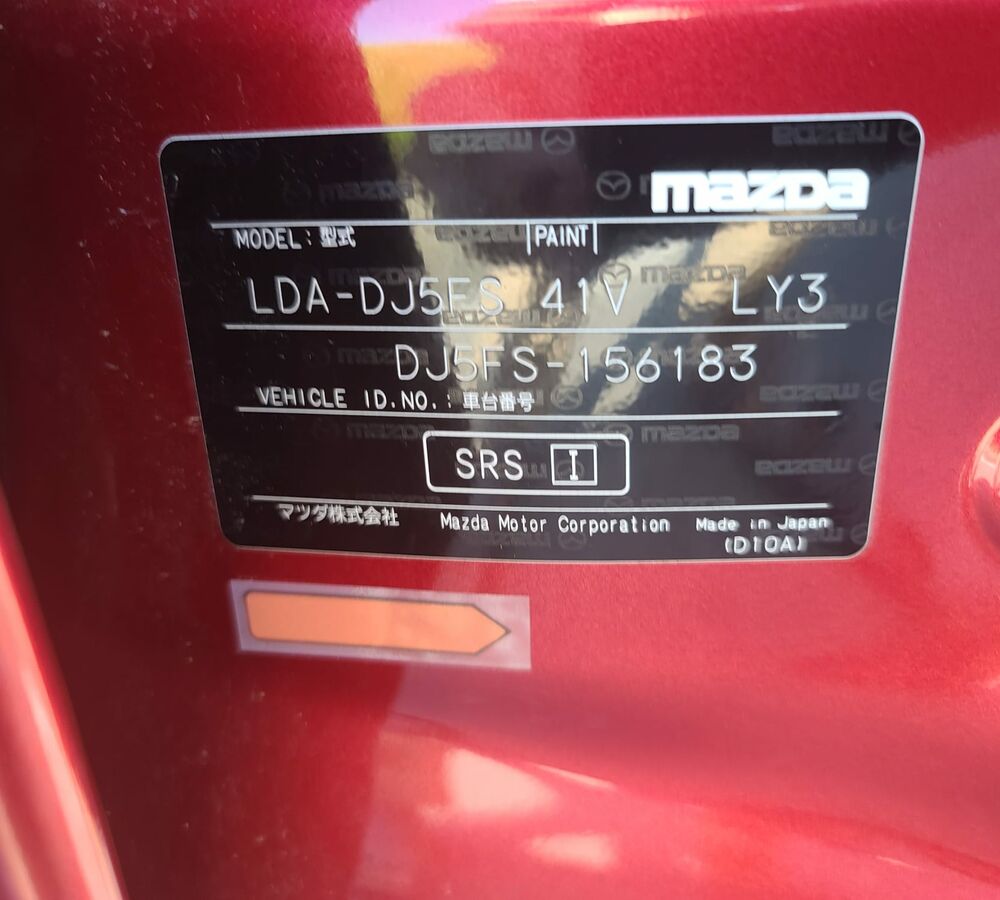 mazda
MODEL : 型式 PAINT
LDA-DJ5FS 41V LY3
DJ5FS-156183
VEHICLE ID.NO. : 車台番号
SRS I
マツダ株式会社 Mazda Motor Corporation Made in Japan
(D10A)